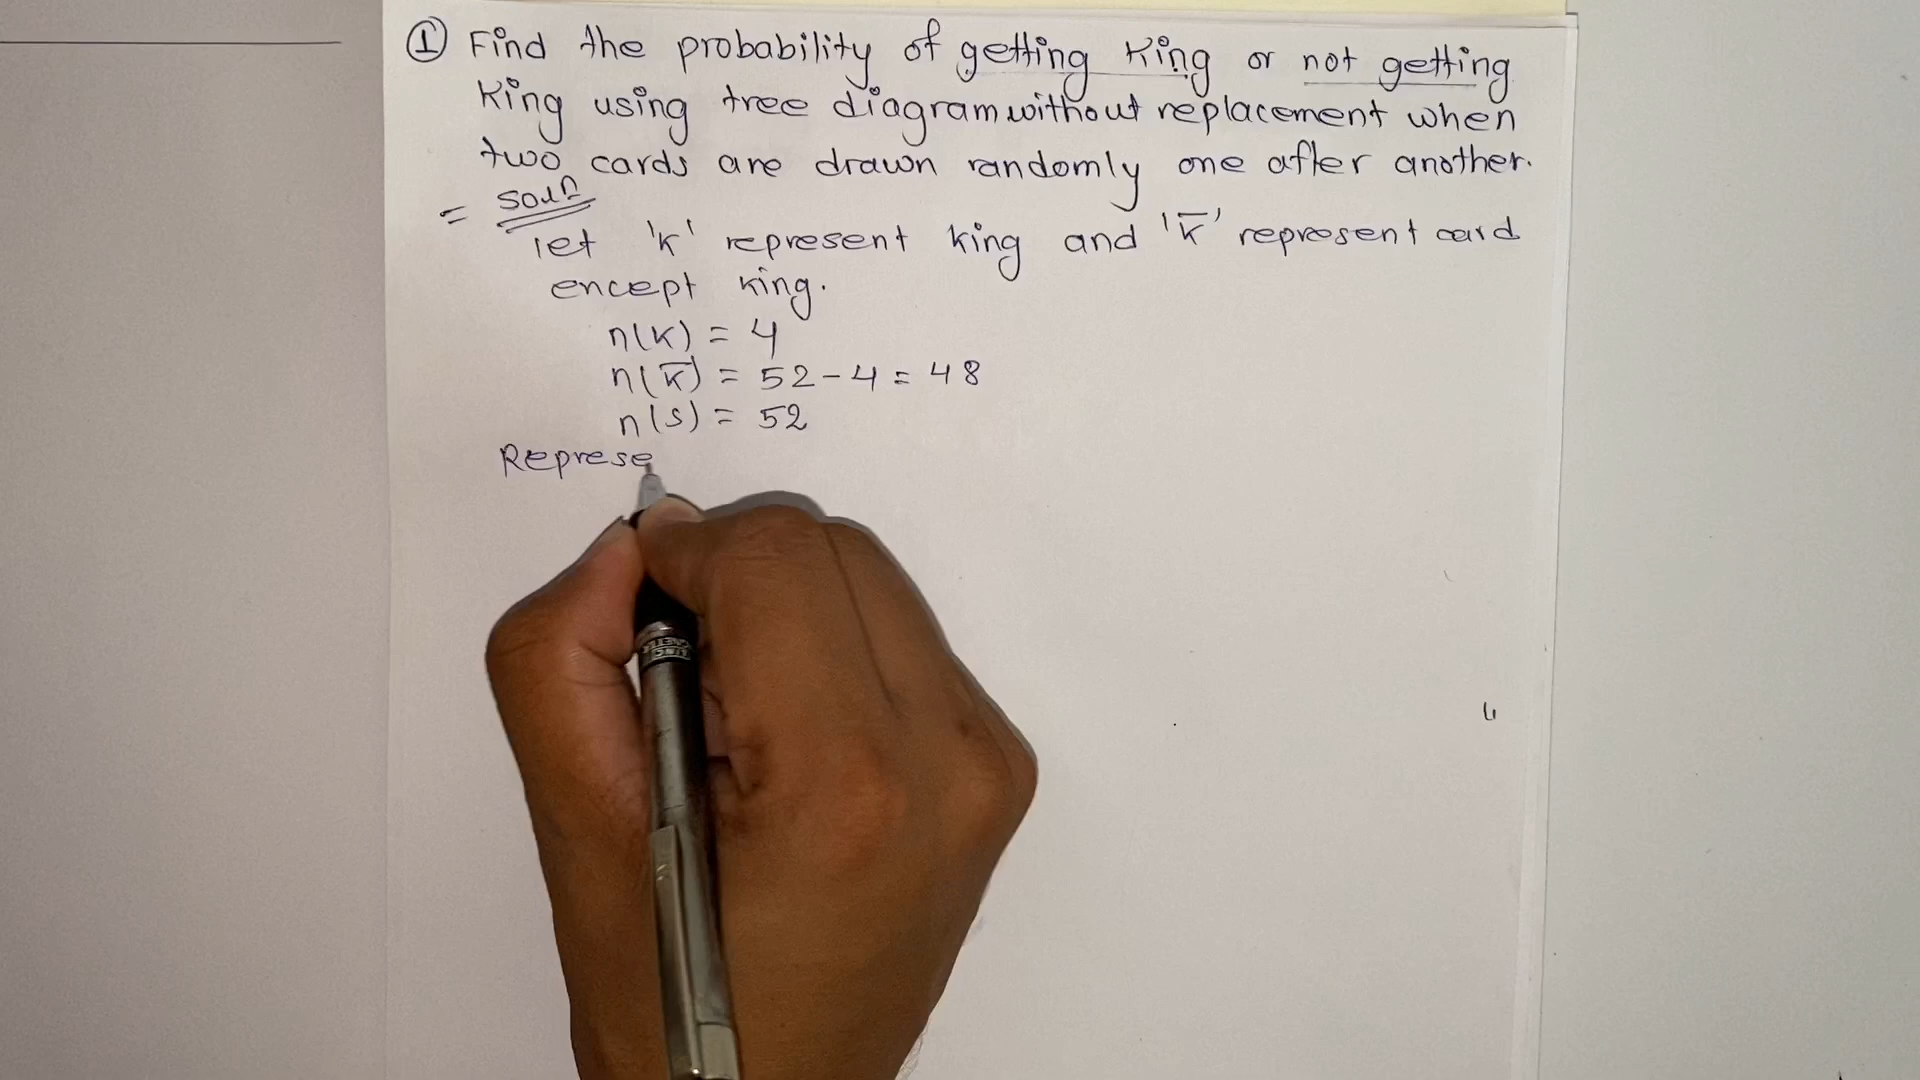 ① Find the probability of getting King or not getting
King using tree diagram without replacement when
two cards are drawn randomly one after another.
= Solⁿ
let 'K' represent king and 'K̅' represent card
encept king.
n(K) = 4
n(K̅) = 52 - 4 = 48
n(S) = 52
Represe